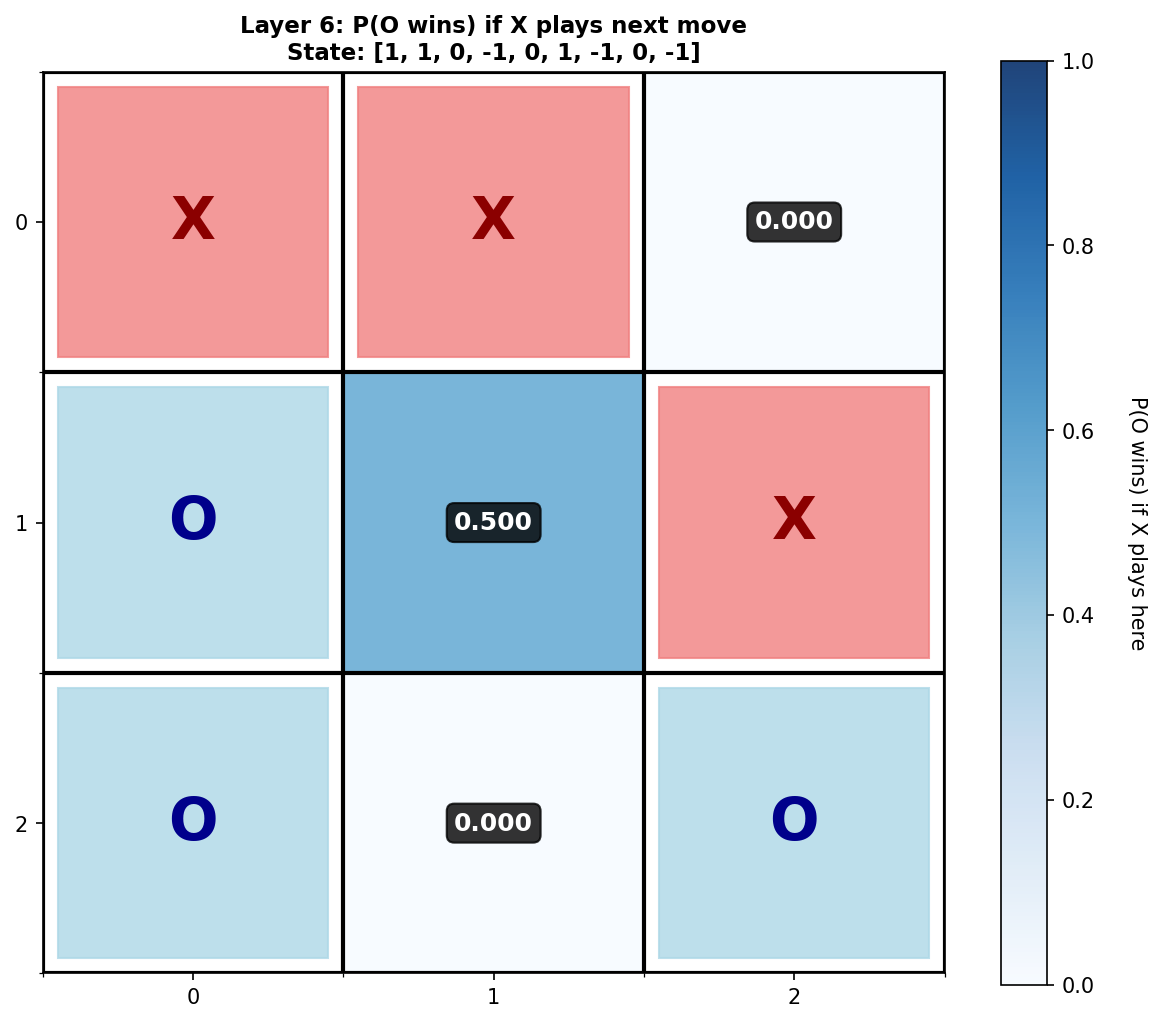 Layer 6: P(O wins) if X plays next move
State: [1, 1, 0, -1, 0, 1, -1, 0, -1]
0
X
X
0.000
1
O
0.500
X
2
O
0.000
O
0
1
2
1.0
0.8
0.6
0.4
0.2
0.0
P(O wins) if X plays here